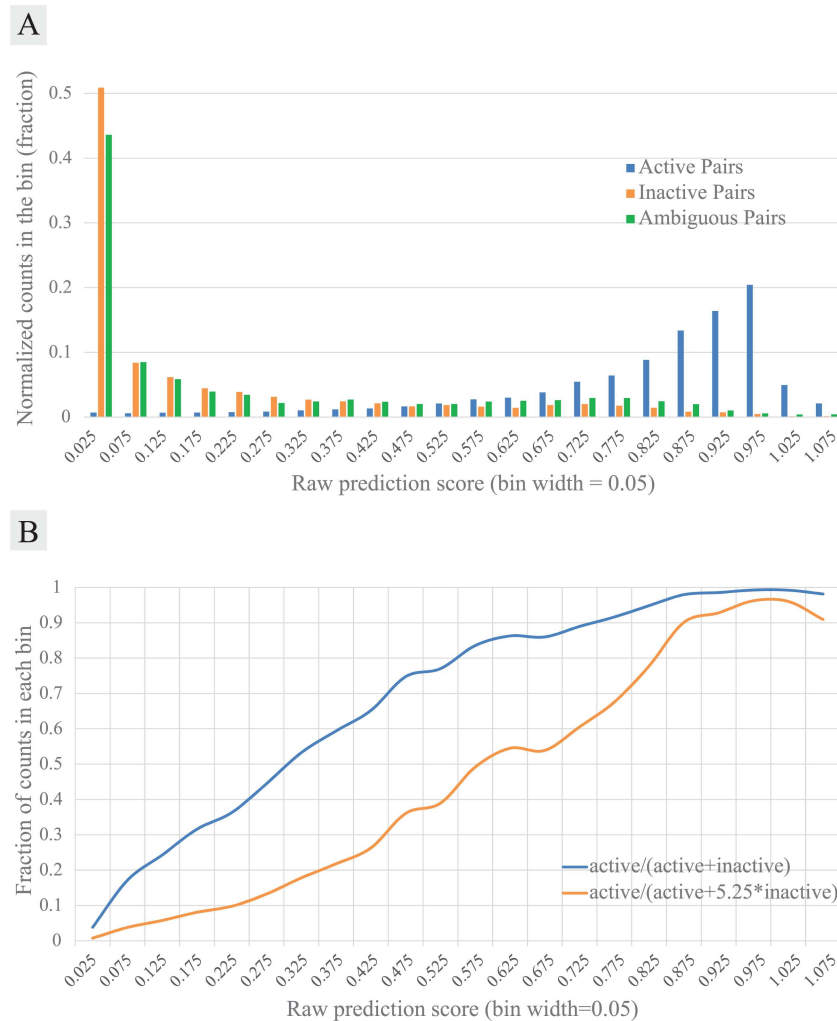 A
Normalized counts in the bin (fraction)
0.5
0.4
0.3
0.2
0.1
0
Active Pairs
Inactive Pairs
Ambiguous Pairs
0.025 0.075 0.125 0.175 0.225 0.275 0.325 0.375 0.425 0.475 0.525 0.575 0.625 0.675 0.725 0.775 0.825 0.875 0.925 0.975 1.025 1.075
Raw prediction score (bin width = 0.05)
B
Fraction of counts in each bin
1
0.9
0.8
0.7
0.6
0.5
0.4
0.3
0.2
0.1
0
active/(active+inactive)
active/(active+5.25*inactive)
0.025 0.075 0.125 0.175 0.225 0.275 0.325 0.375 0.425 0.475 0.525 0.575 0.625 0.675 0.725 0.775 0.825 0.875 0.925 0.975 1.025 1.075
Raw prediction score (bin width=0.05)